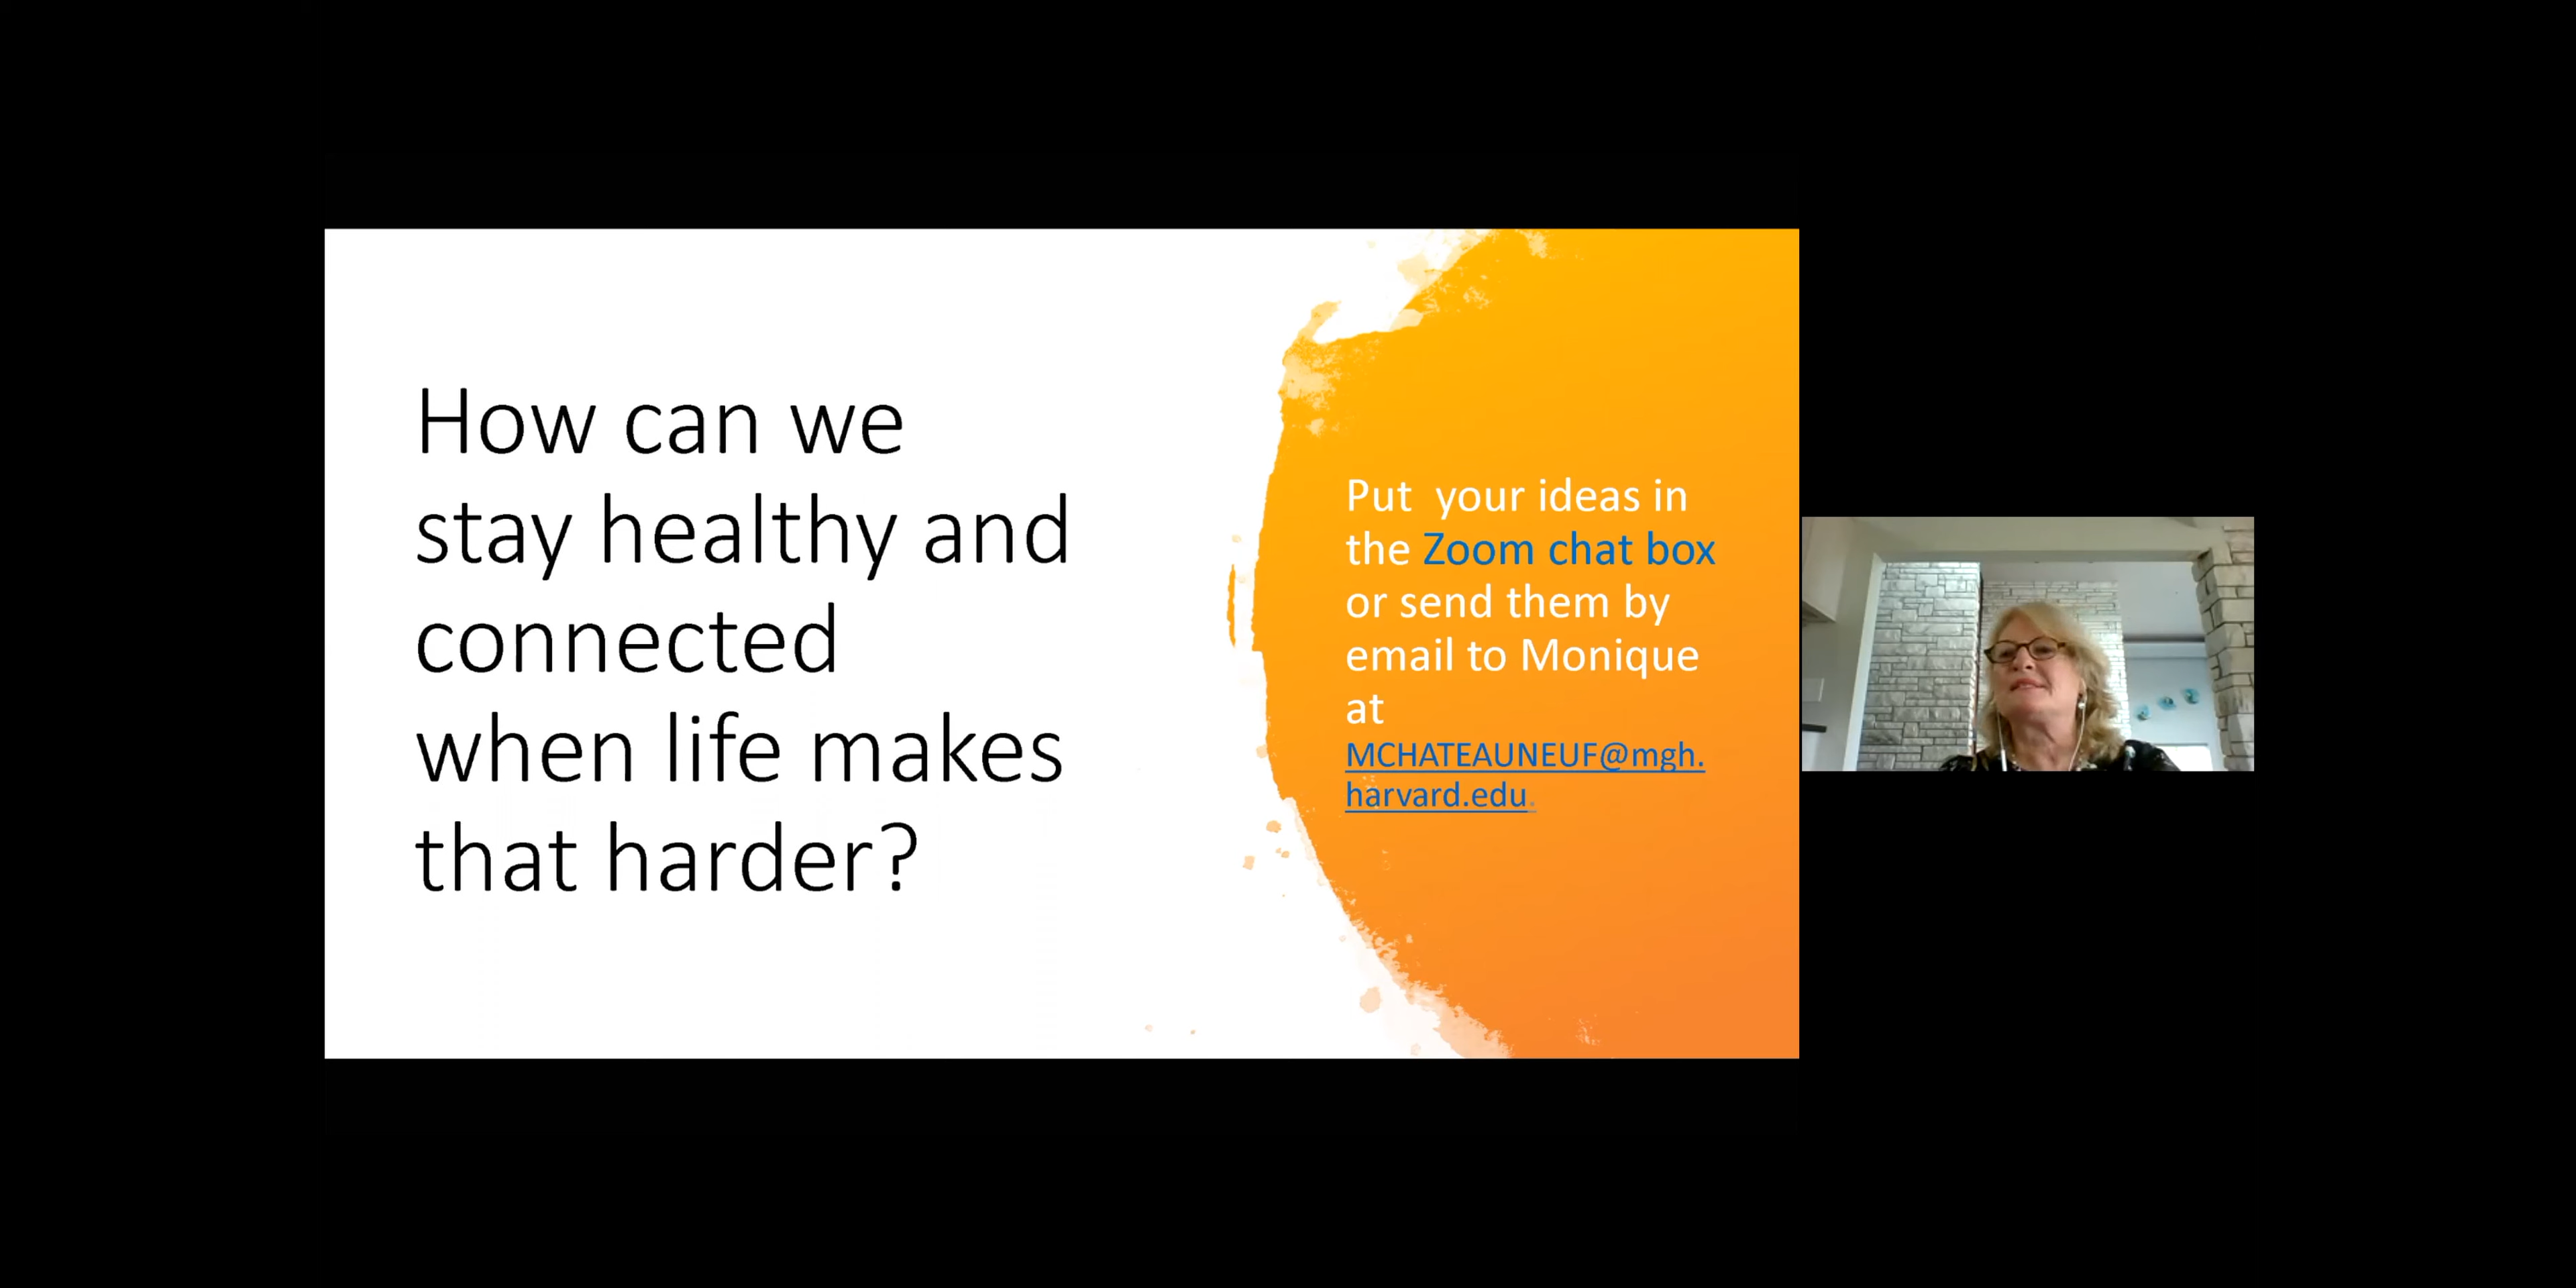 How can we
stay healthy and
connected
when life makes
that harder?
Put  your ideas in
the Zoom chat box
or send them by
email to Monique
at
MCHATEAUNEUF@mgh.
harvard.edu.